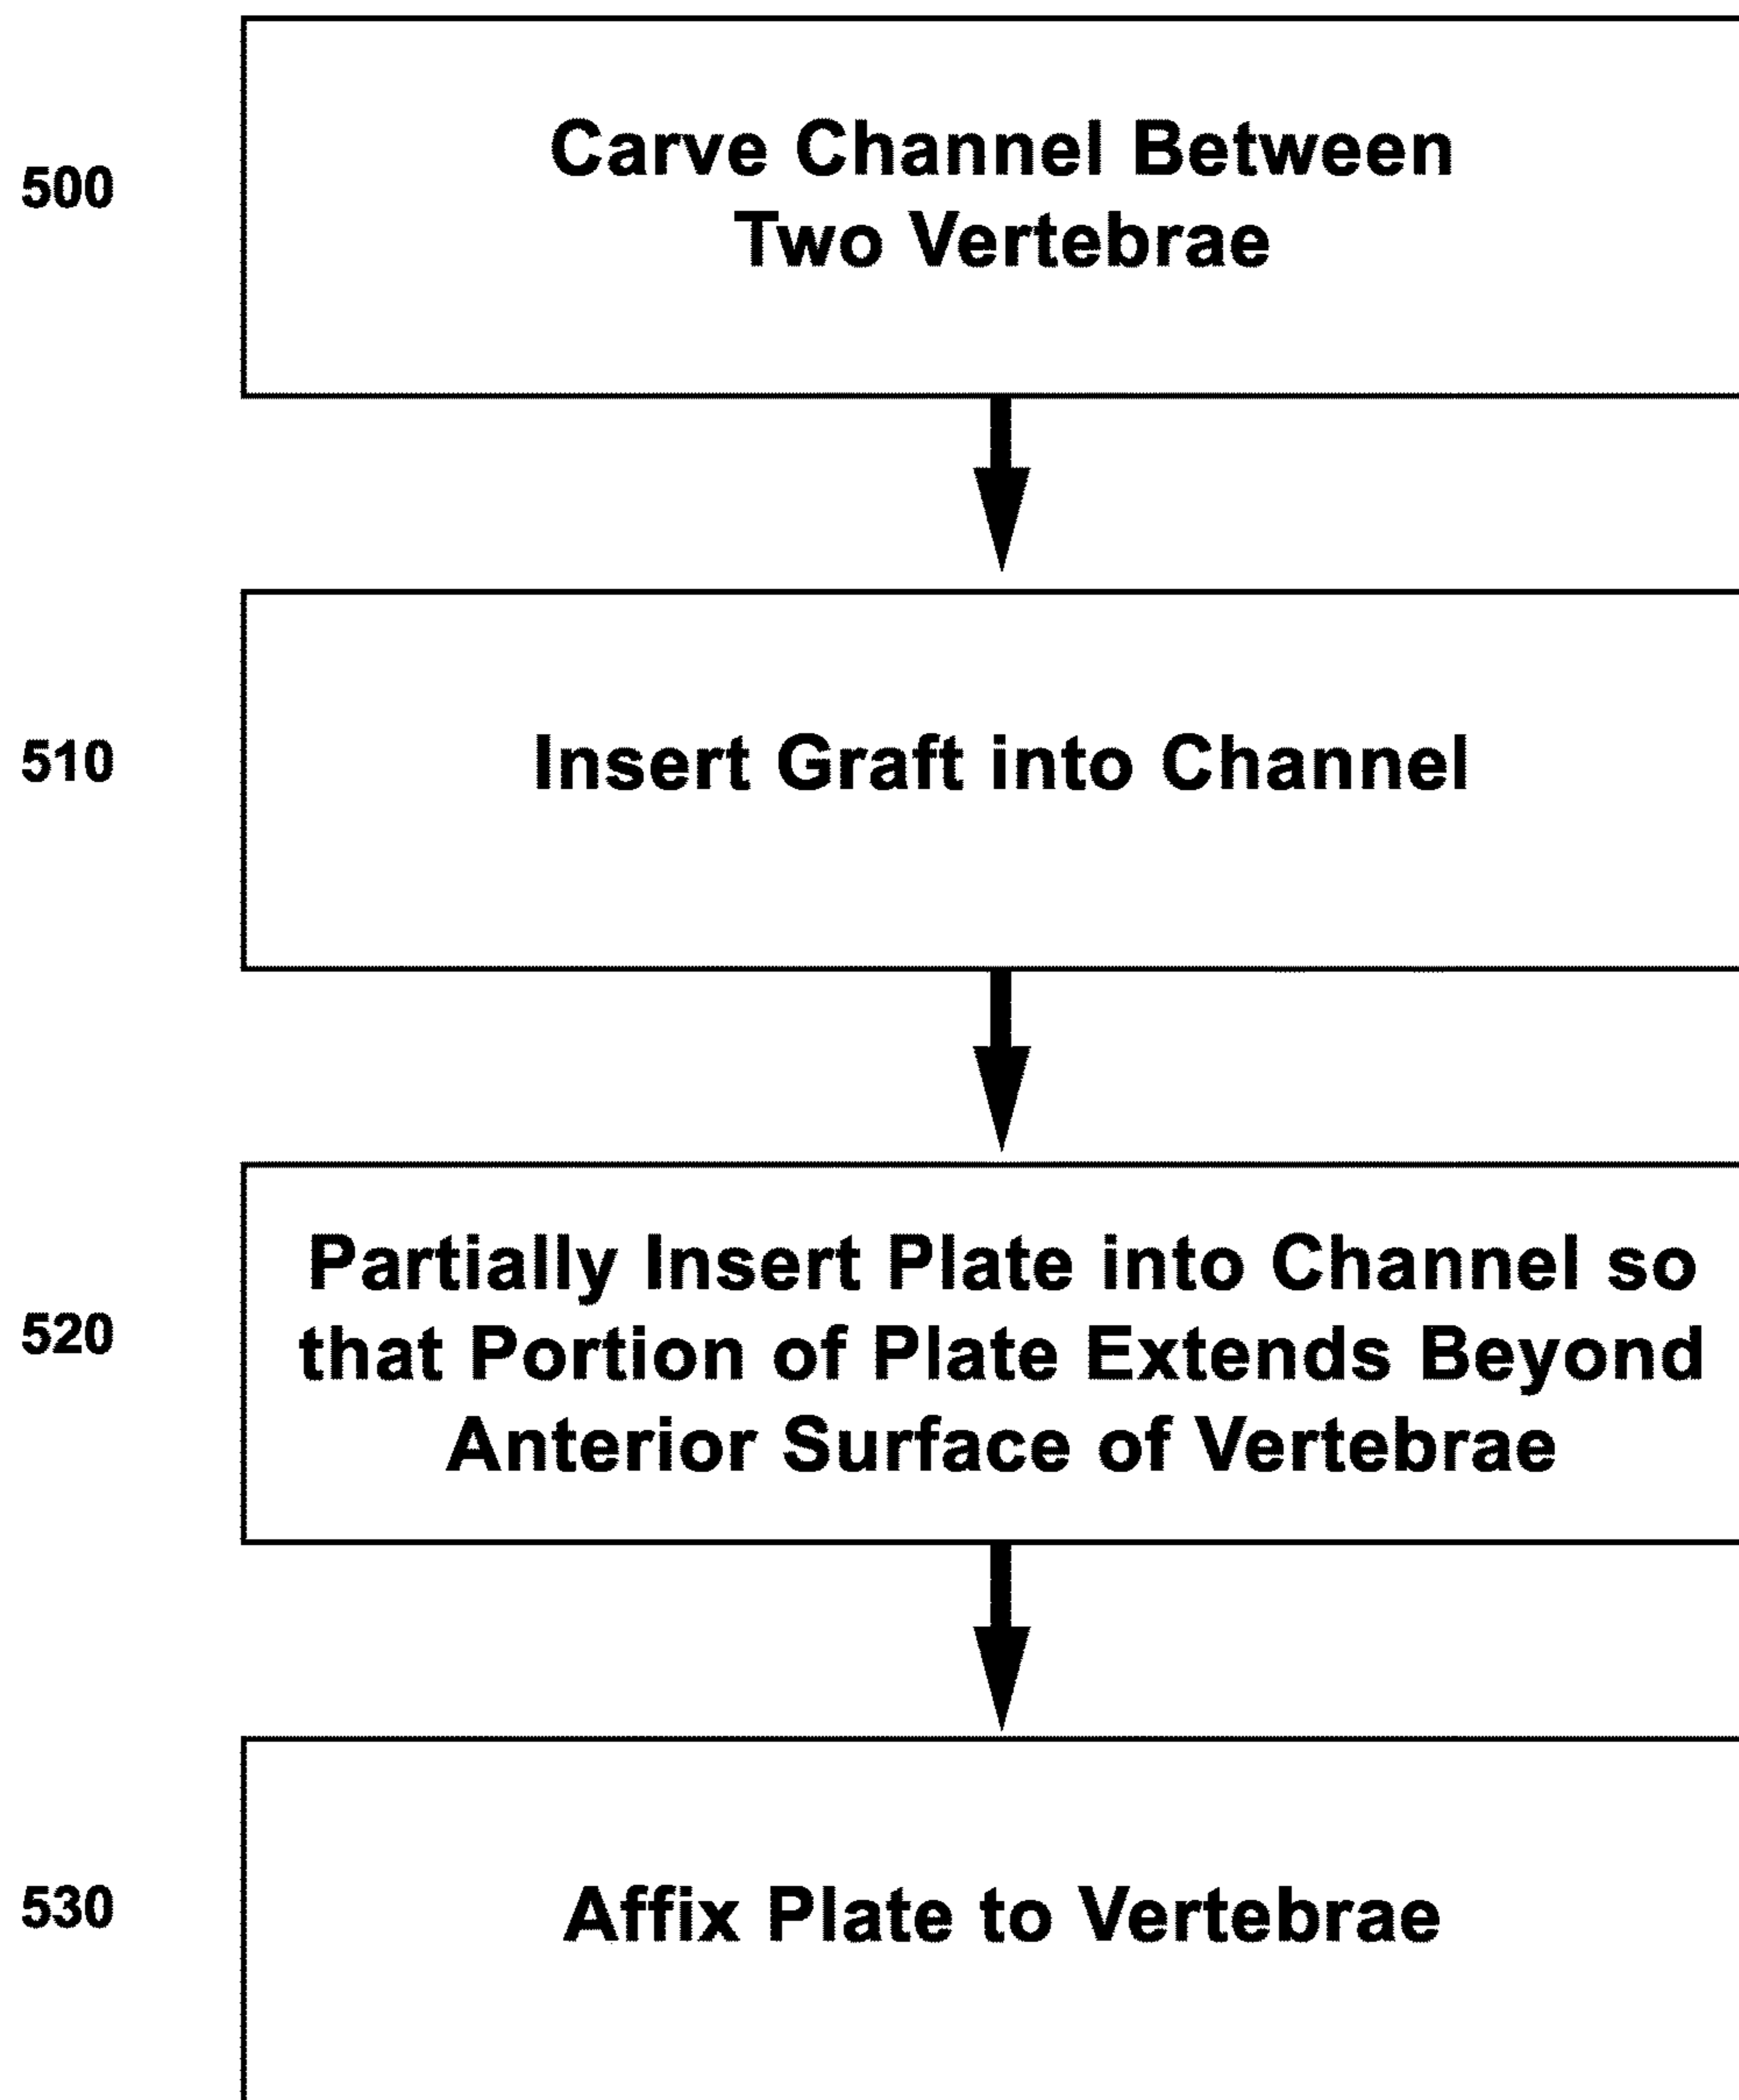 500
Carve Channel Between
Two Vertebrae
510
Insert Graft into Channel
520
Partially Insert Plate into Channel so
that Portion of Plate Extends Beyond
Anterior Surface of Vertebrae
530
Affix Plate to Vertebrae